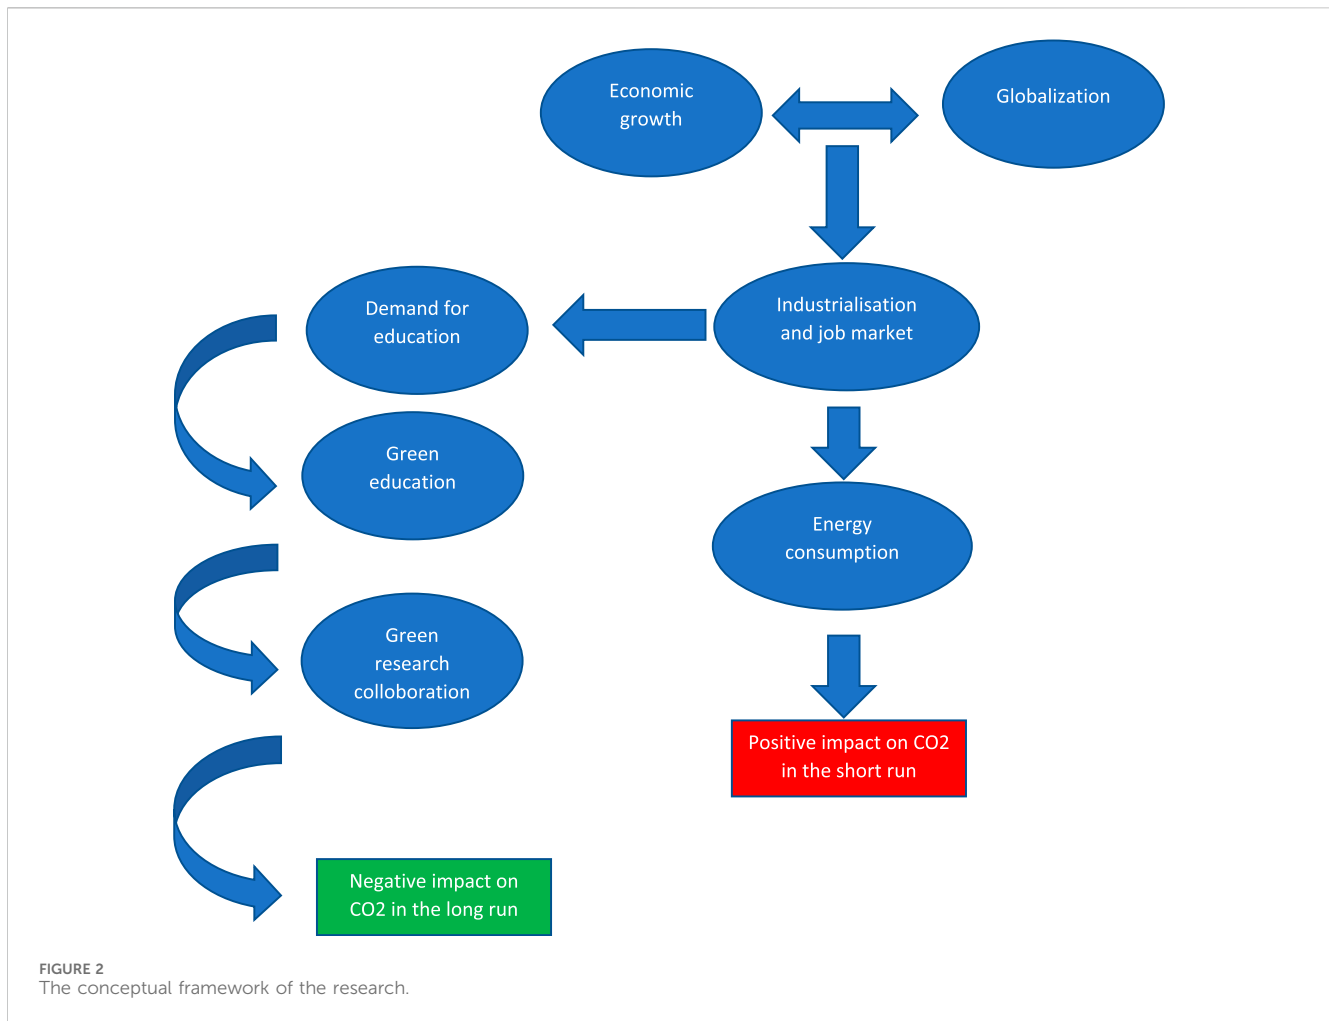 Economic
growth
Globalization
Industrialisation
and job market
Demand for
education
Green
education
Energy
consumption
Green
research
colloboration
Positive impact on CO2
in the short run
Negative impact on
CO2 in the long run
FIGURE 2
The conceptual framework of the research.